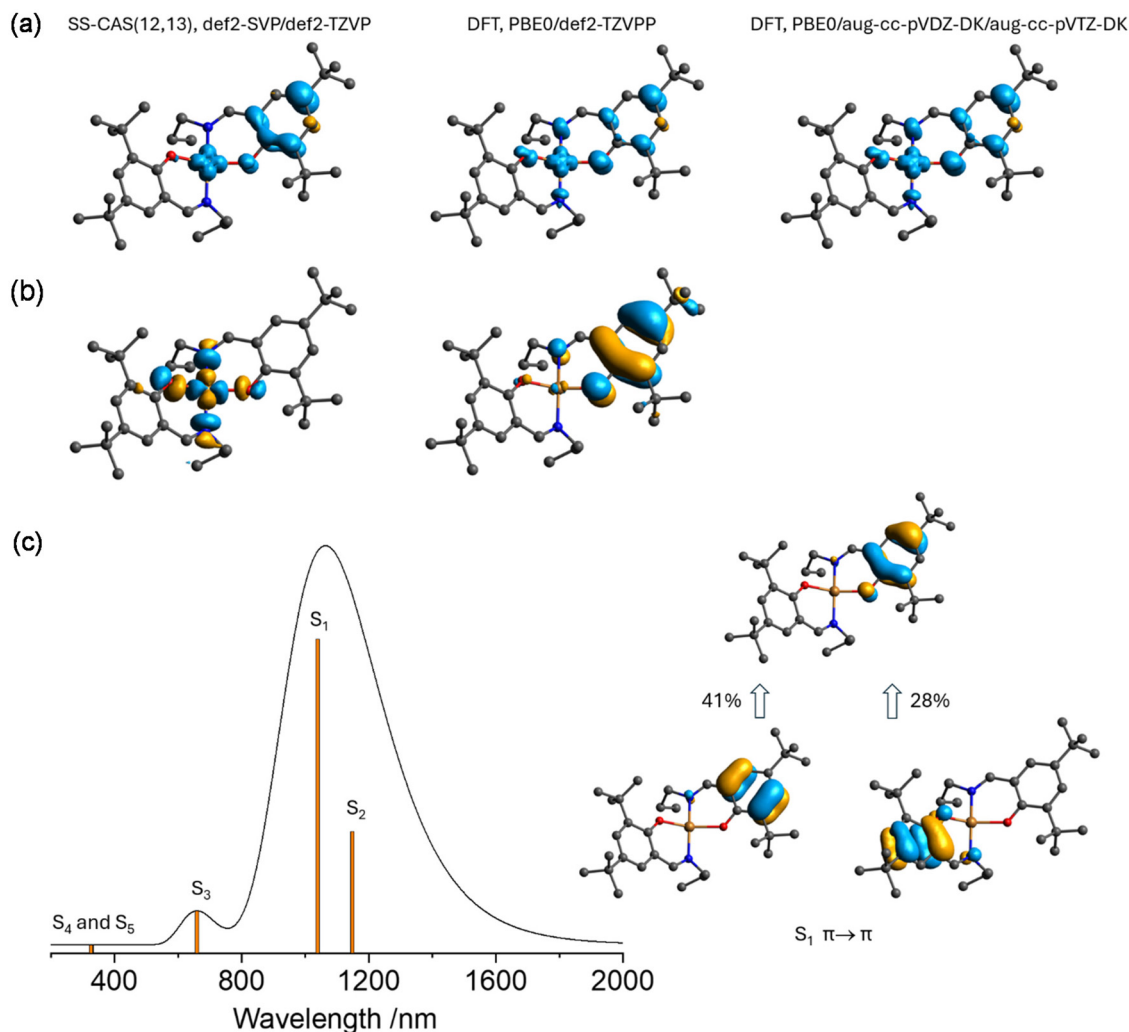 (a) SS-CAS(12,13), def2-SVP/def2-TZVP DFT, PBE0/def2-TZVPP DFT, PBE0/aug-cc-pVDZ-DK/aug-cc-pVTZ-DK
(b)
(c)
S₁
41% 28%
S₂
S₃
S₄ and S₅
S₁ π→ π
400 800 1200 1600 2000
Wavelength /nm